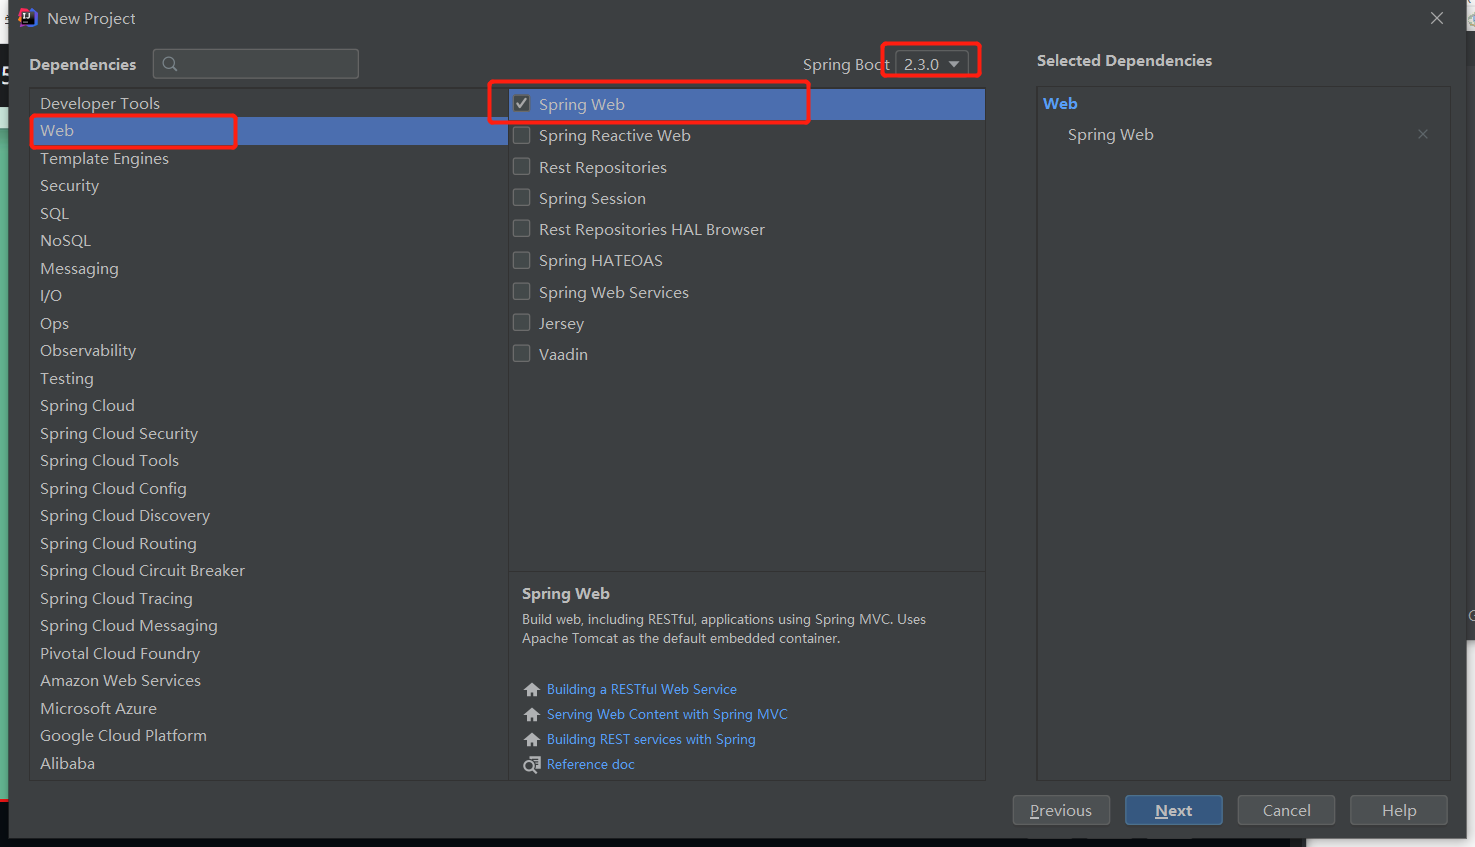 New Project
Dependencies
Spring Boot 2.3.0
Selected Dependencies
Developer Tools
Web
Template Engines
Security
SQL
NoSQL
Messaging
I/O
Ops
Observability
Testing
Spring Cloud
Spring Cloud Security
Spring Cloud Tools
Spring Cloud Config
Spring Cloud Discovery
Spring Cloud Routing
Spring Cloud Circuit Breaker
Spring Cloud Tracing
Spring Cloud Messaging
Pivotal Cloud Foundry
Amazon Web Services
Microsoft Azure
Google Cloud Platform
Alibaba
Spring Web
Spring Reactive Web
Rest Repositories
Spring Session
Rest Repositories HAL Browser
Spring HATEOAS
Spring Web Services
Jersey
Vaadin
Spring Web
Build web, including RESTful, applications using Spring MVC. Uses
Apache Tomcat as the default embedded container.
Building a RESTful Web Service
Serving Web Content with Spring MVC
Building REST services with Spring
Reference doc
Web
Spring Web
Previous
Next
Cancel
Help